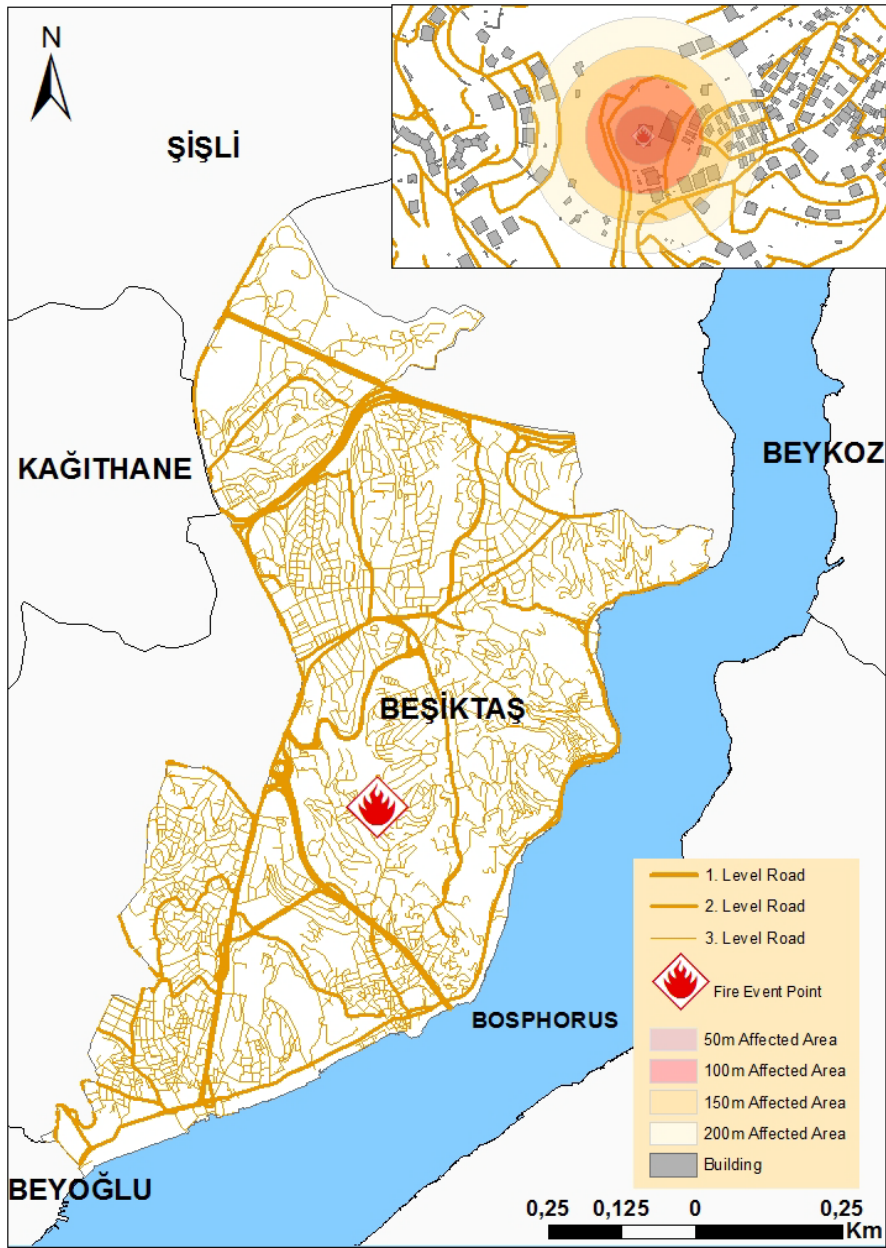 N
ŞİŞLİ
KAĞITHANE
BEYKOZ
BEŞİKTAŞ
1. Level Road
2. Level Road
3. Level Road
Fire Event Point
BOSPHORUS
50m Affected Area
100m Affected Area
150m Affected Area
200m Affected Area
Building
BEYOĞLU
0,25 0,125 0 0,25
Km